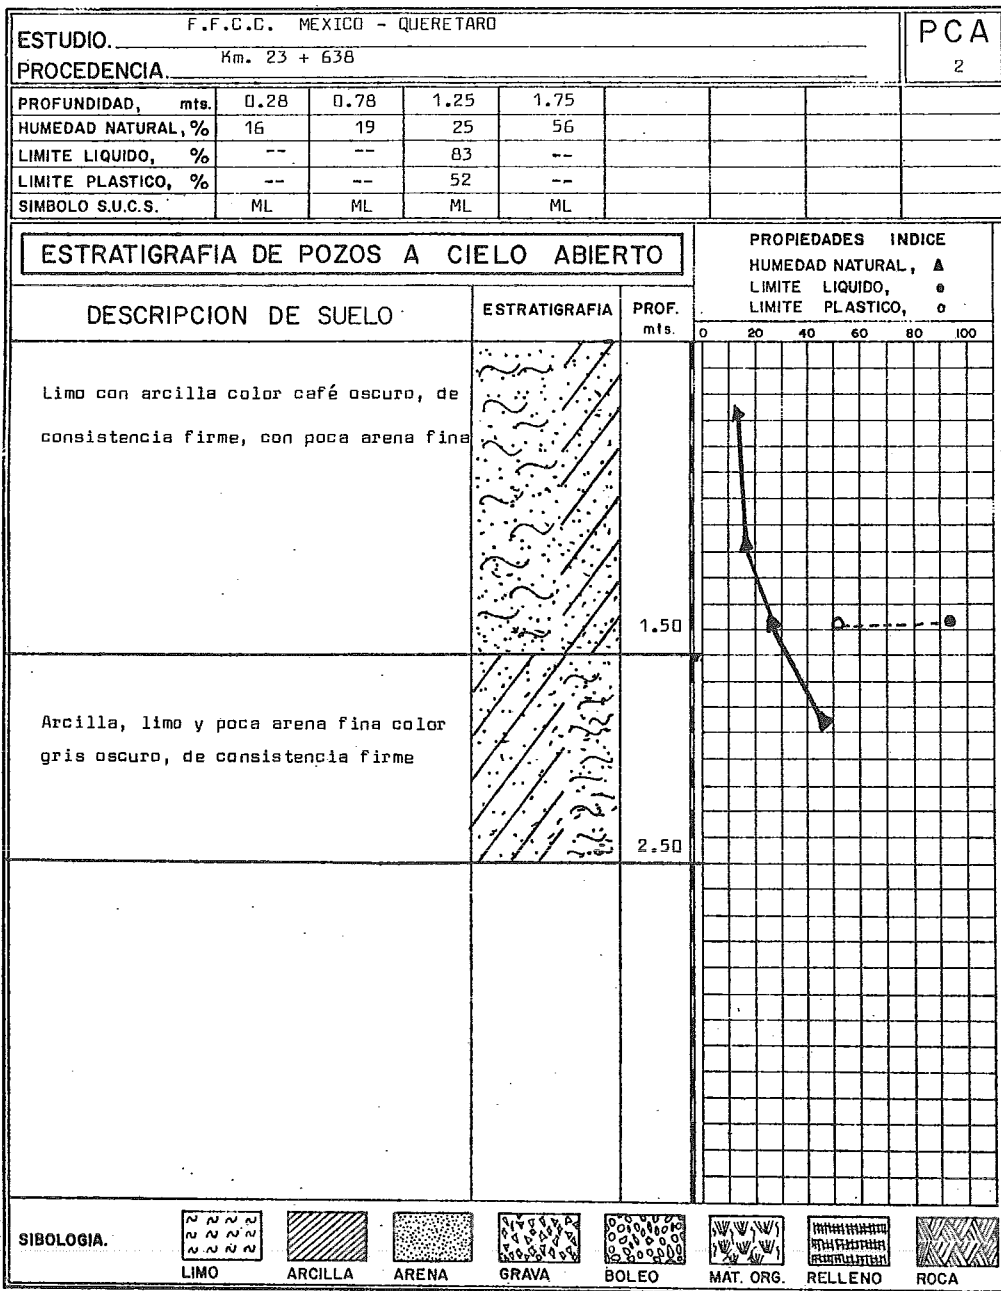 ESTUDIO. F.F.C.C. MEXICO - QUERETARO
PROCEDENCIA. Km. 23 + 638
PCA
2
PROFUNDIDAD, mts. 0.28 0.78 1.25 1.75
HUMEDAD NATURAL, % 16 19 25 56
LIMITE LIQUIDO, % -- -- 83 --
LIMITE PLASTICO, % -- -- 52 --
SIMBOLO S.U.C.S. ML ML ML ML
ESTRATIGRAFIA DE POZOS A CIELO ABIERTO
PROPIEDADES INDICE
HUMEDAD NATURAL,
LIMITE LIQUIDO,
LIMITE PLASTICO,
DESCRIPCION DE SUELO
ESTRATIGRAFIA
PROF.
mts.
0 20 40 60 80 100
Limo con arcilla color café oscuro, de
consistencia firme, con poca arena fina
1.50
Arcilla, limo y poca arena fina color
gris oscuro, de consistencia firme
2.50
SIBOLOGIA.
LIMO ARCILLA ARENA GRAVA BOLEO MAT. ORG. RELLENO ROCA